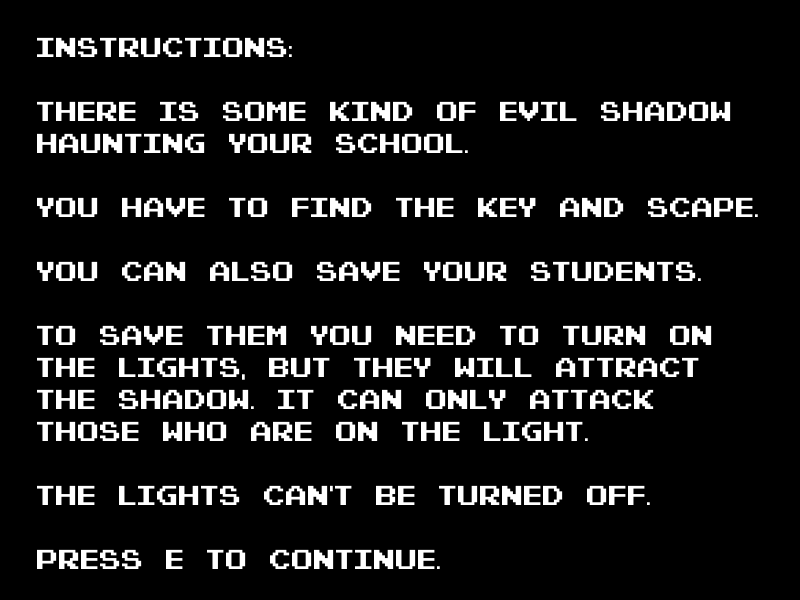 INSTRUCTIONS:
THERE IS SOME KIND OF EVIL SHADOW
HAUNTING YOUR SCHOOL.
YOU HAVE TO FIND THE KEY AND SCAPE.
YOU CAN ALSO SAVE YOUR STUDENTS.
TO SAVE THEM YOU NEED TO TURN ON
THE LIGHTS, BUT THEY WILL ATTRACT
THE SHADOW. IT CAN ONLY ATTACK
THOSE WHO ARE ON THE LIGHT.
THE LIGHTS CAN'T BE TURNED OFF.
PRESS E TO CONTINUE.